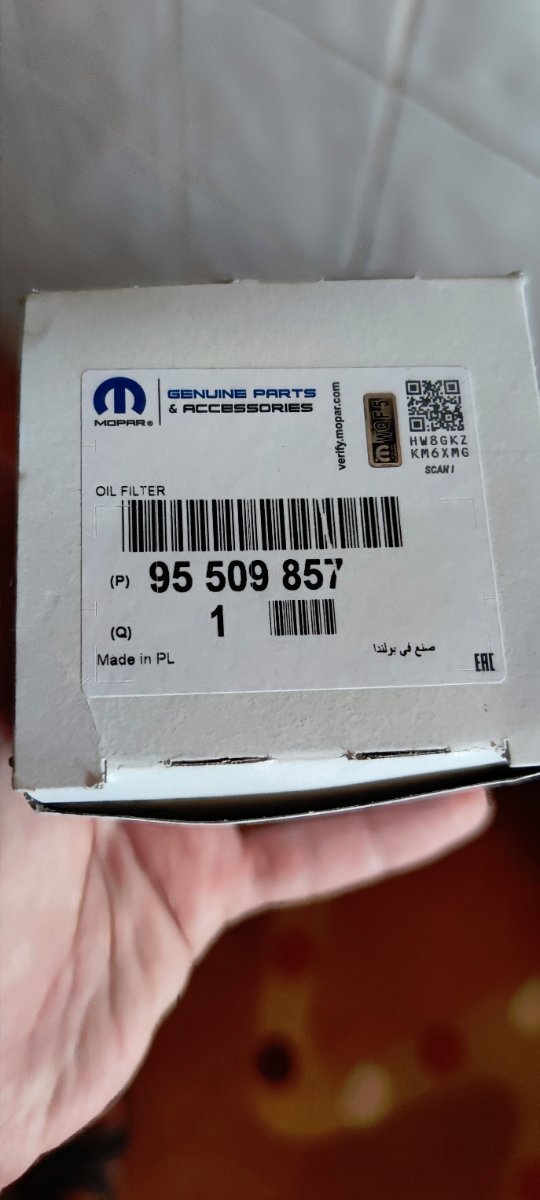 MOPAR®
GENUINE PARTS
& ACCESSORIES
verify.mopar.com
HW8GKZ
KM6XMG
SCAN!
OIL FILTER
(P) 95 509 857
(Q) 1
Made in PL
صنع في بولندا
EAC